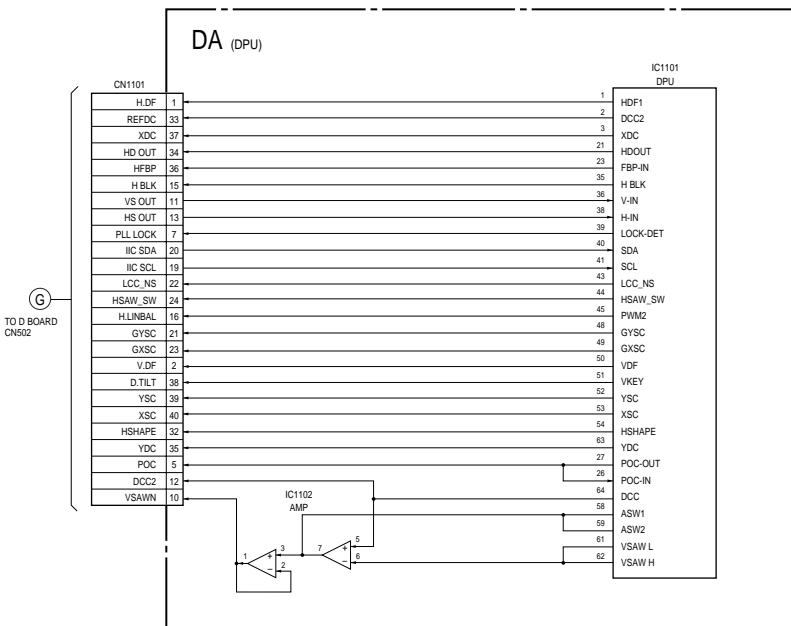 DA (DPU)
CN1101
IC1101
DPU
H.DF 1 1 HDF1
REFDC 33 2 DCC2
XDC 37 3 XDC
HD OUT 34 21 HDOUT
HFBP 36 23 FBP-IN
H BLK 15 35 H BLK
VS OUT 11 36 V-IN
HS OUT 13 38 H-IN
PLL LOCK 7 39 LOCK-DET
IIC SDA 20 40 SDA
IIC SCL 19 41 SCL
LCC_NS 22 43 LCC_NS
HSAW_SW 24 44 HSAW_SW
H.LINBAL 16 45 PWM2
GYSC 21 48 GYSC
GXSC 23 49 GXSC
V.DF 2 50 VDF
D.TILT 38 51 VKEY
YSC 39 52 YSC
XSC 40 53 XSC
HSHAPE 32 54 HSHAPE
YDC 35 63 YDC
POC 5 27 POC-OUT
26 POC-IN
DCC2 12 64 DCC
VSAWN 10 58 ASW1
59 ASW2
61 VSAW L
62 VSAW H
G
TO D BOARD
CN502
IC1102
AMP
1 + 3 7 + 5
– 2 – 6